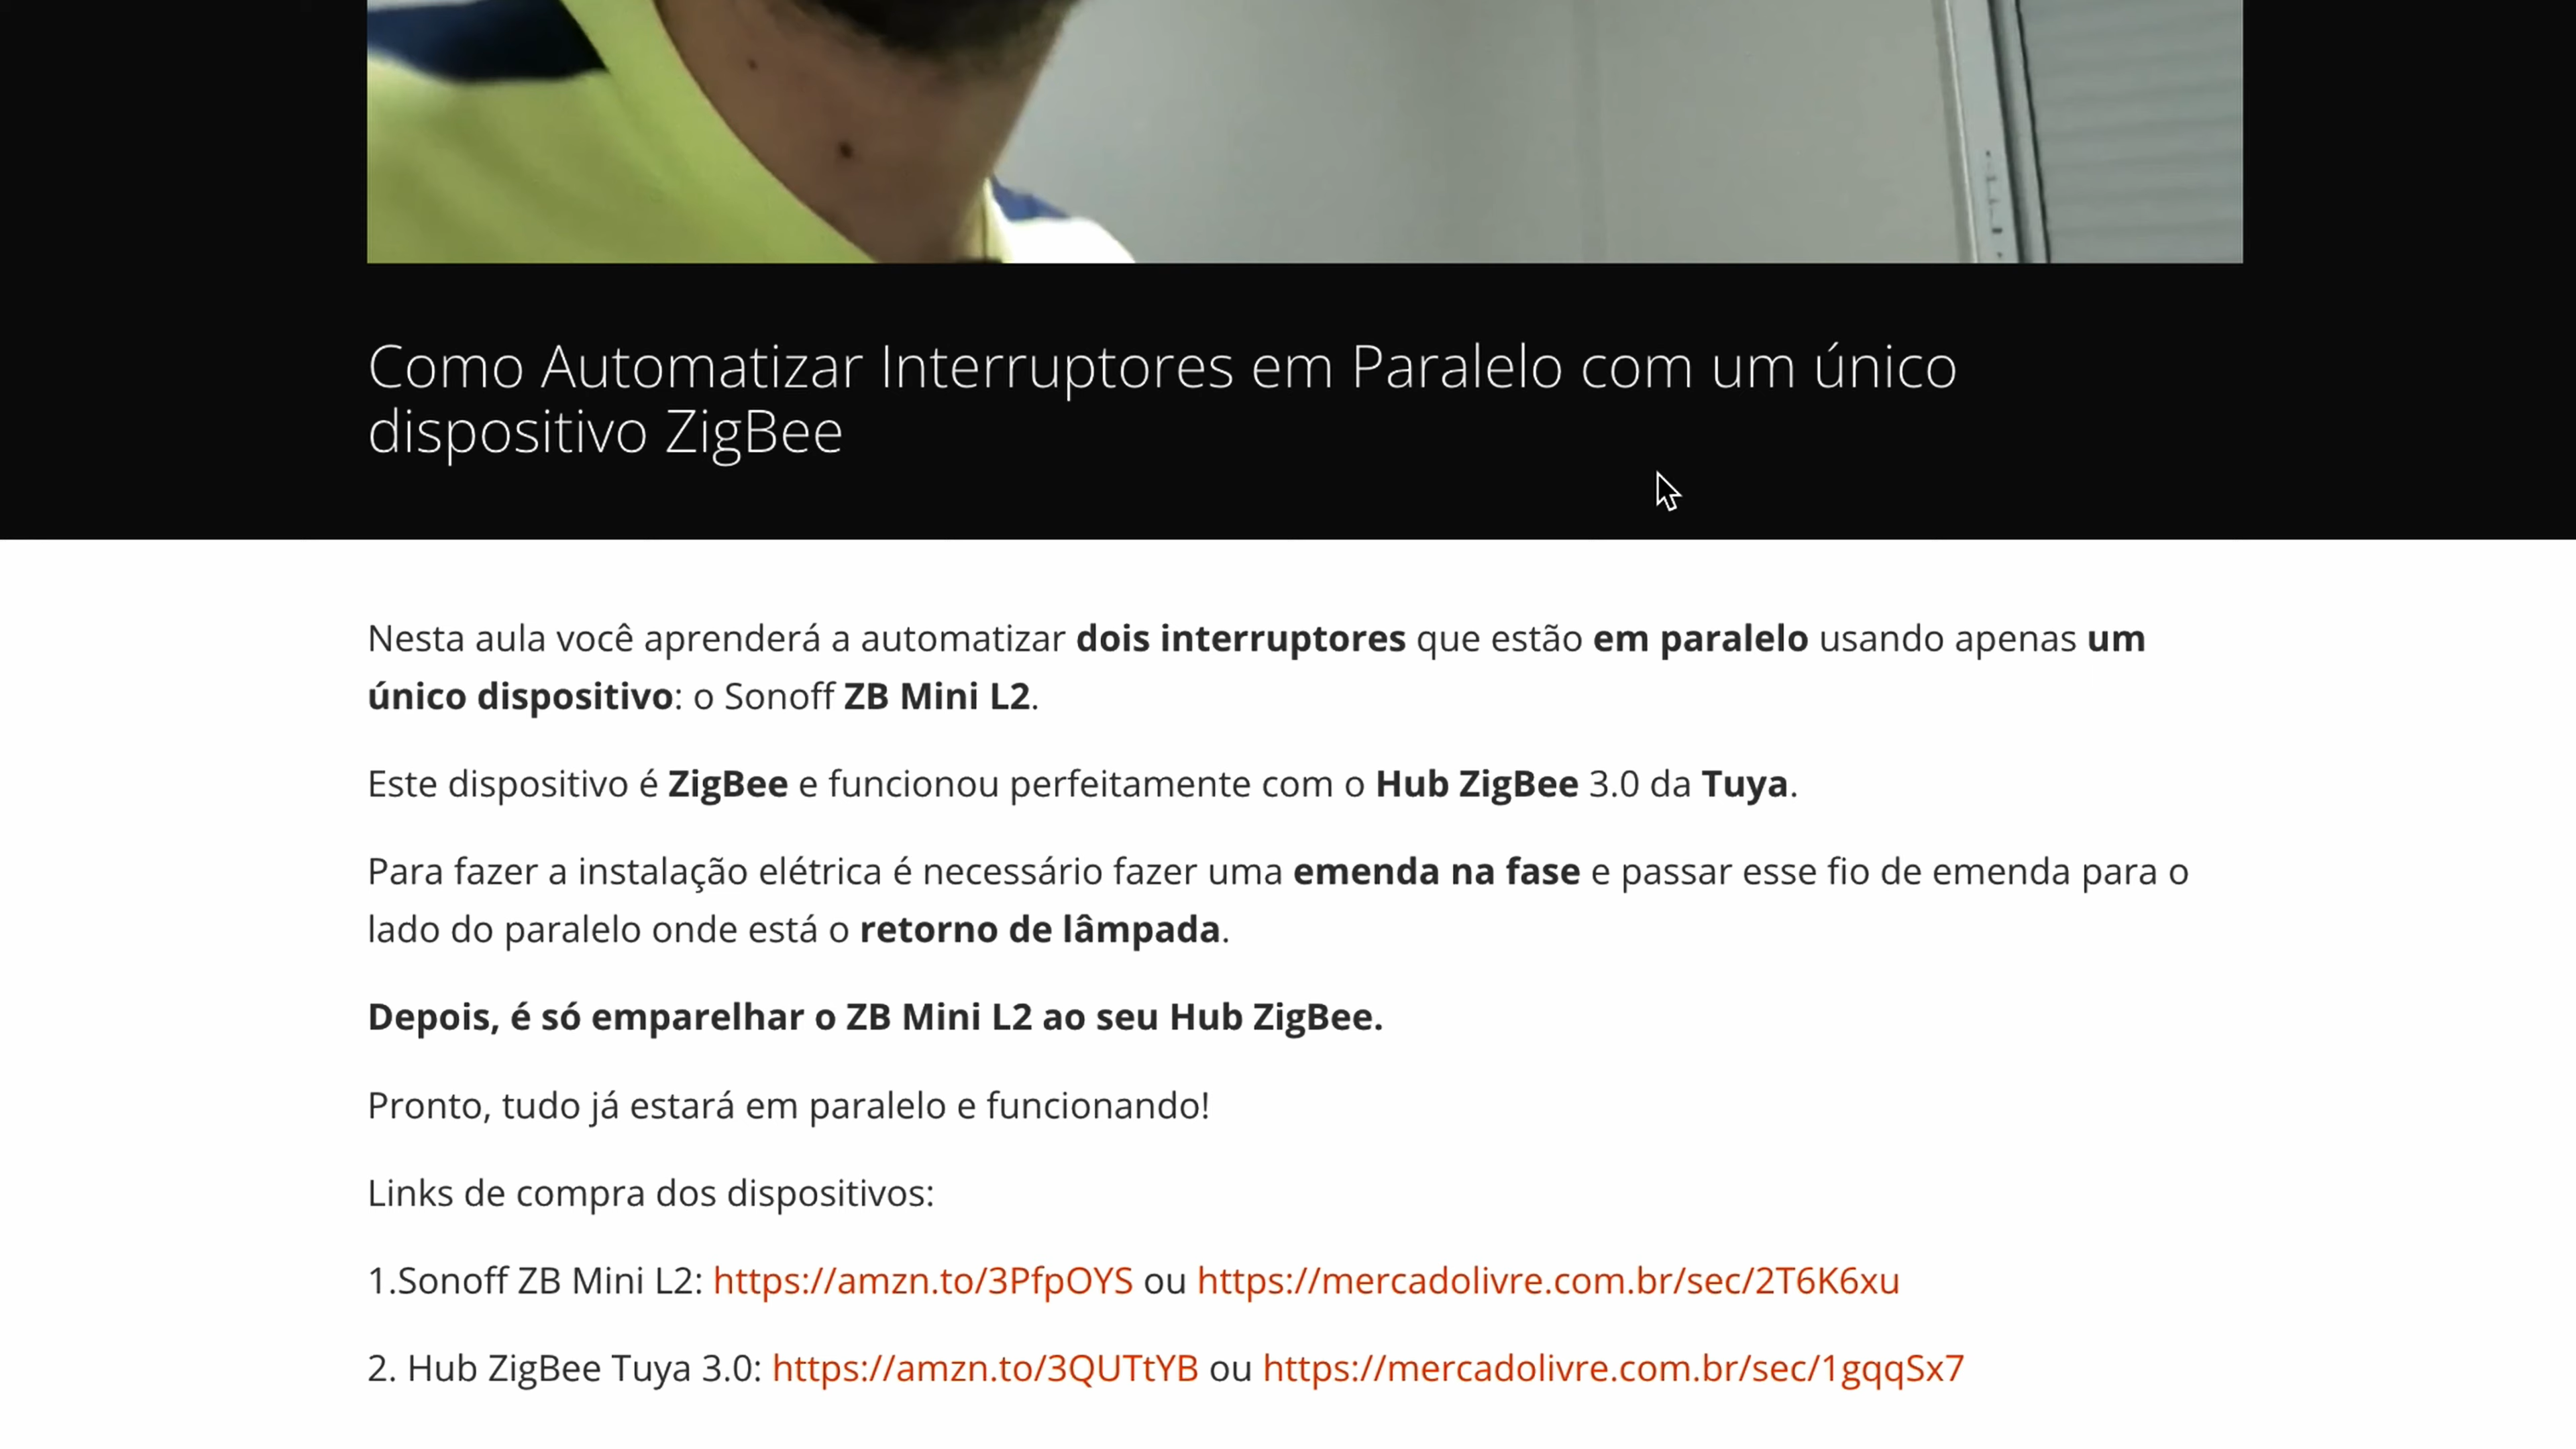 Como Automatizar Interruptores em Paralelo com um único
dispositivo ZigBee
Nesta aula você aprenderá a automatizar dois interruptores que estão em paralelo usando apenas um
único dispositivo: o Sonoff ZB Mini L2.
Este dispositivo é ZigBee e funcionou perfeitamente com o Hub ZigBee 3.0 da Tuya.
Para fazer a instalação elétrica é necessário fazer uma emenda na fase e passar esse fio de emenda para o
lado do paralelo onde está o retorno de lâmpada.
Depois, é só emparelhar o ZB Mini L2 ao seu Hub ZigBee.
Pronto, tudo já estará em paralelo e funcionando!
Links de compra dos dispositivos:
1.Sonoff ZB Mini L2: https://amzn.to/3PfpOYS ou https://mercadolivre.com.br/sec/2T6K6xu
2. Hub ZigBee Tuya 3.0: https://amzn.to/3QUTtYB ou https://mercadolivre.com.br/sec/1gqqSx7